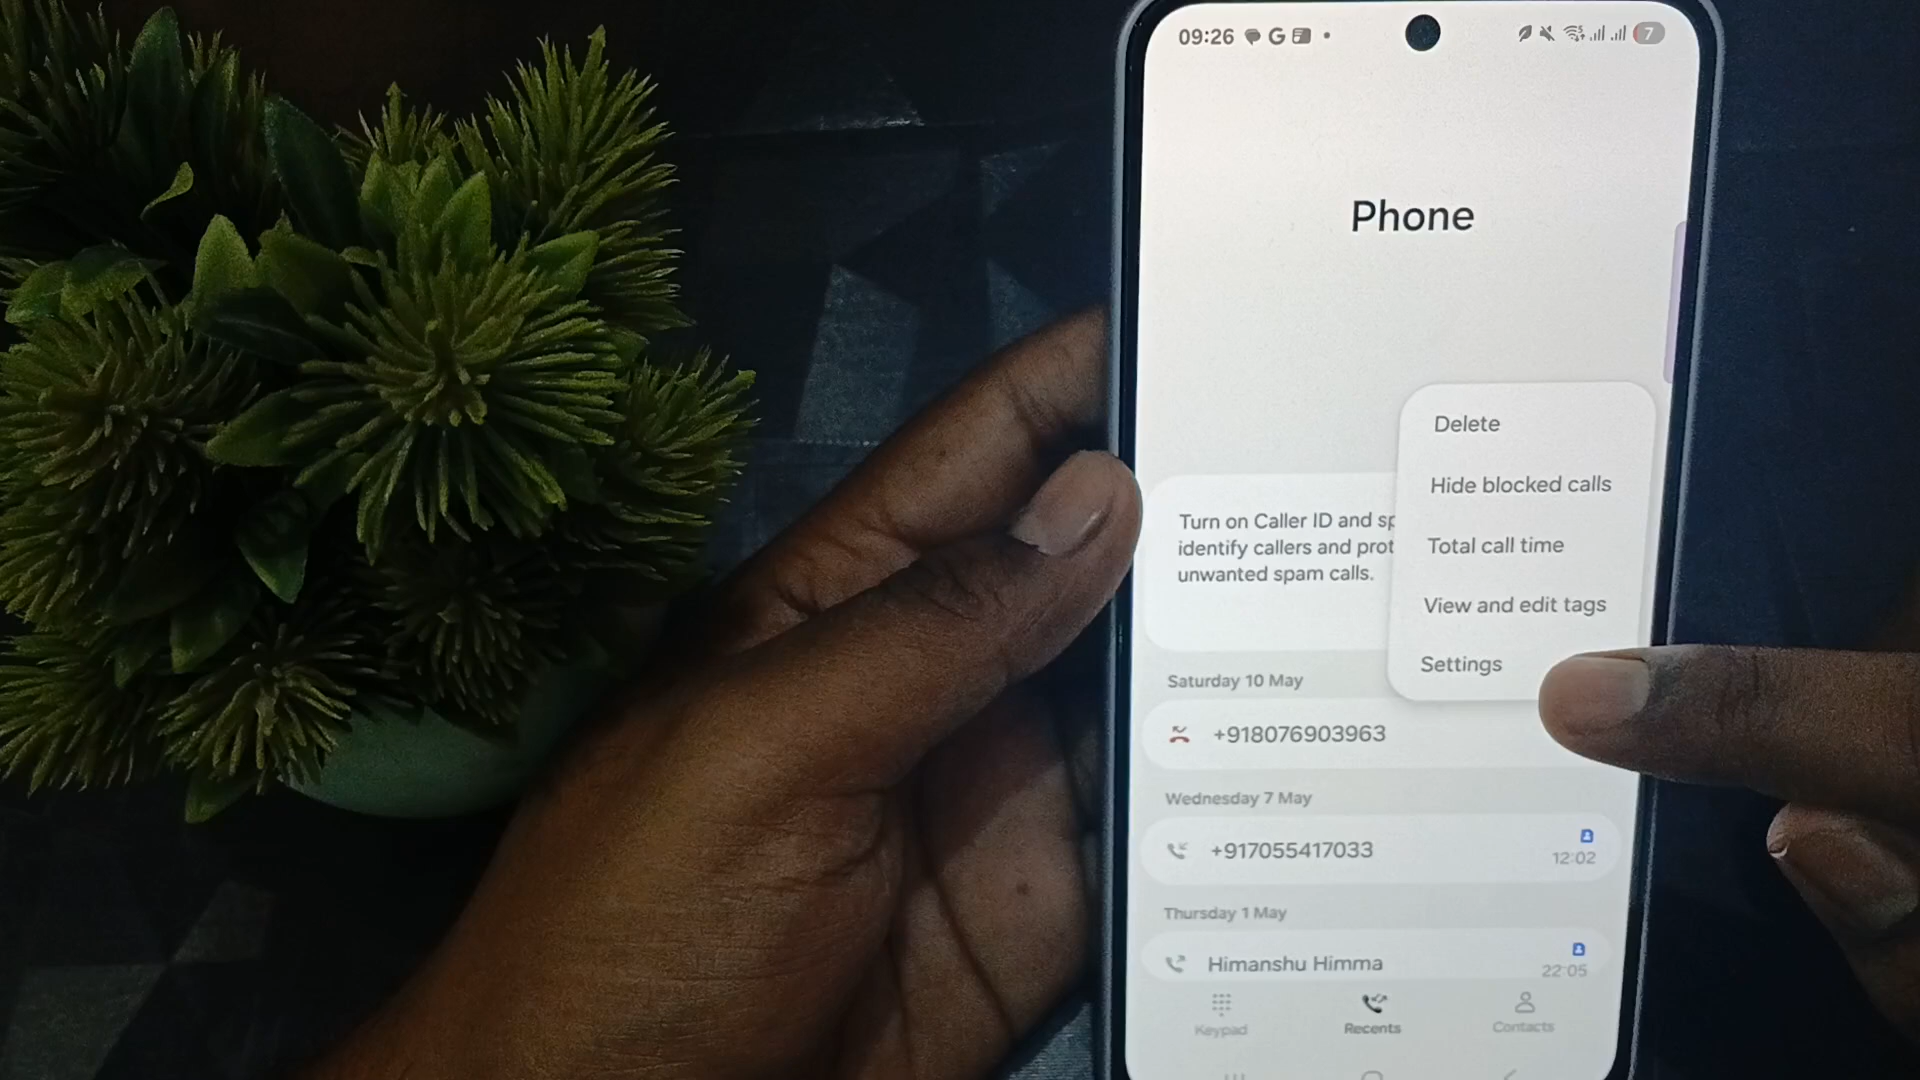 09:26
7
Phone
Delete
Hide blocked calls
Total call time
View and edit tags
Settings
Turn on Caller ID and
identify callers and
unwanted spam calls.
Saturday 10 May
+918076903963
Wednesday 7 May
+917055417033
12:02
Thursday 1 May
Himanshu Himma
22:05
Keypad
Recents
Contacts